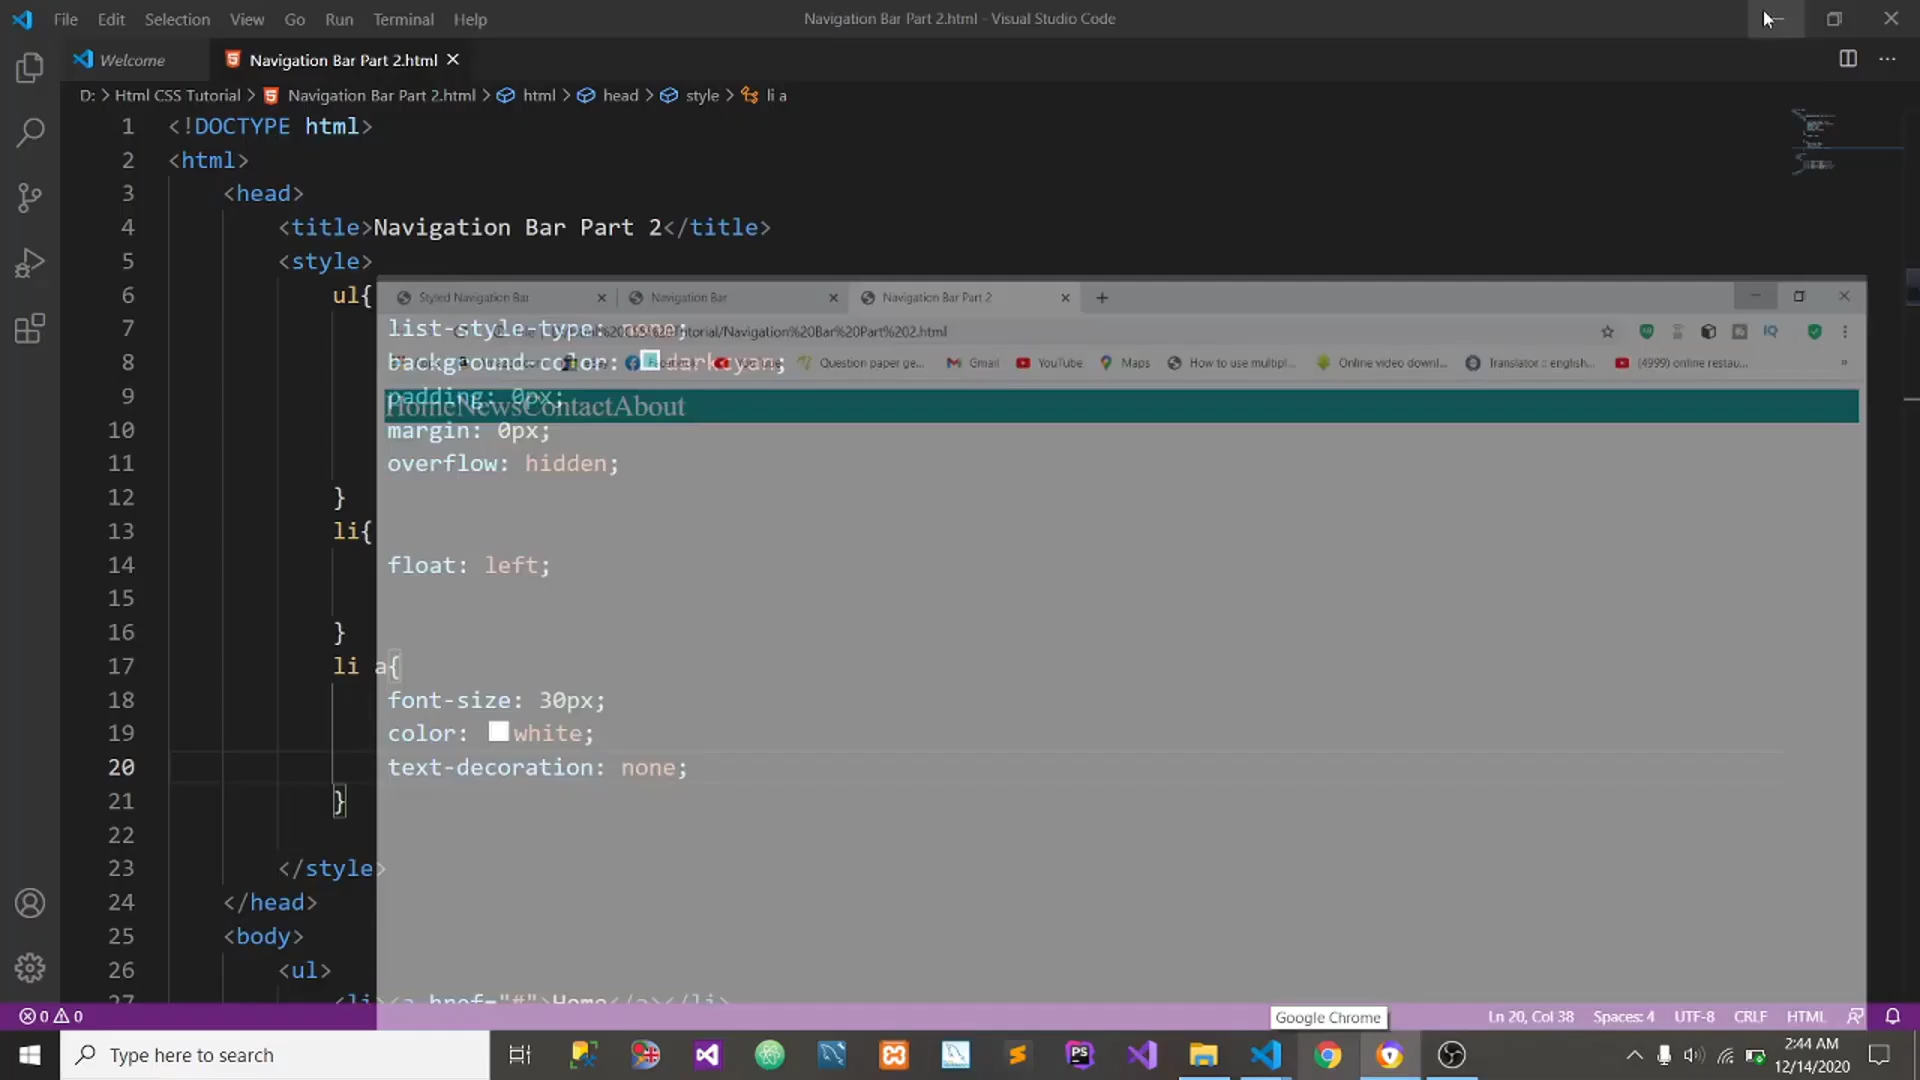 File Edit Selection View Go Run Terminal Help
Navigation Bar Part 2.html - Visual Studio Code
Welcome
Navigation Bar Part 2.html
D: > Html CSS Tutorial > Navigation Bar Part 2.html > html > head > style > li a
1 <!DOCTYPE html>
2 <html>
3 <head>
4 <title>Navigation Bar Part 2</title>
5 <style>
6 ul{
Styled Navigation Bar
Navigation Bar
Navigation Bar Part 2
7 list-style-type: none;
Tutorial/Navigation%20Bar%20Part%202.html
8 background-color: darkcyan;
Question paper ge...
Gmail
YouTube
Maps
How to use multipl...
Online video downl...
Translator :: english...
(4999) online restau...
9 padding: 0px;
HomeNewsContactAbout
10 margin: 0px;
11 overflow: hidden;
12 }
13 li{
14 float: left;
15
16 }
17 li a{
18 font-size: 30px;
19 color: white;
20 text-decoration: none;
21 }
22
23 </style>
24 </head>
25 <body>
26 <ul>
27 <li><a href="#">Home</a></li>
0 0
Google Chrome
Ln 20, Col 38 Spaces: 4 UTF-8 CRLF HTML
Type here to search
2:44 AM
12/14/2020